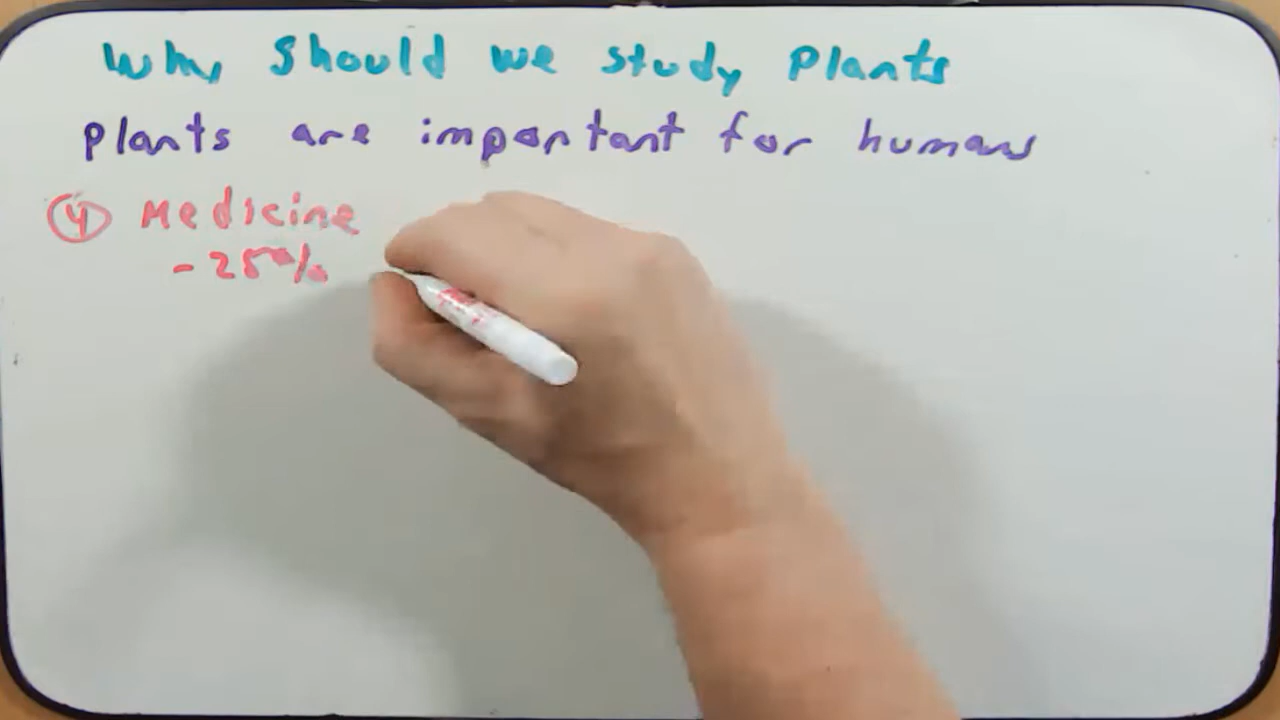 Why should we study Plants
plants are important for humans
④ Medicine
- 25%